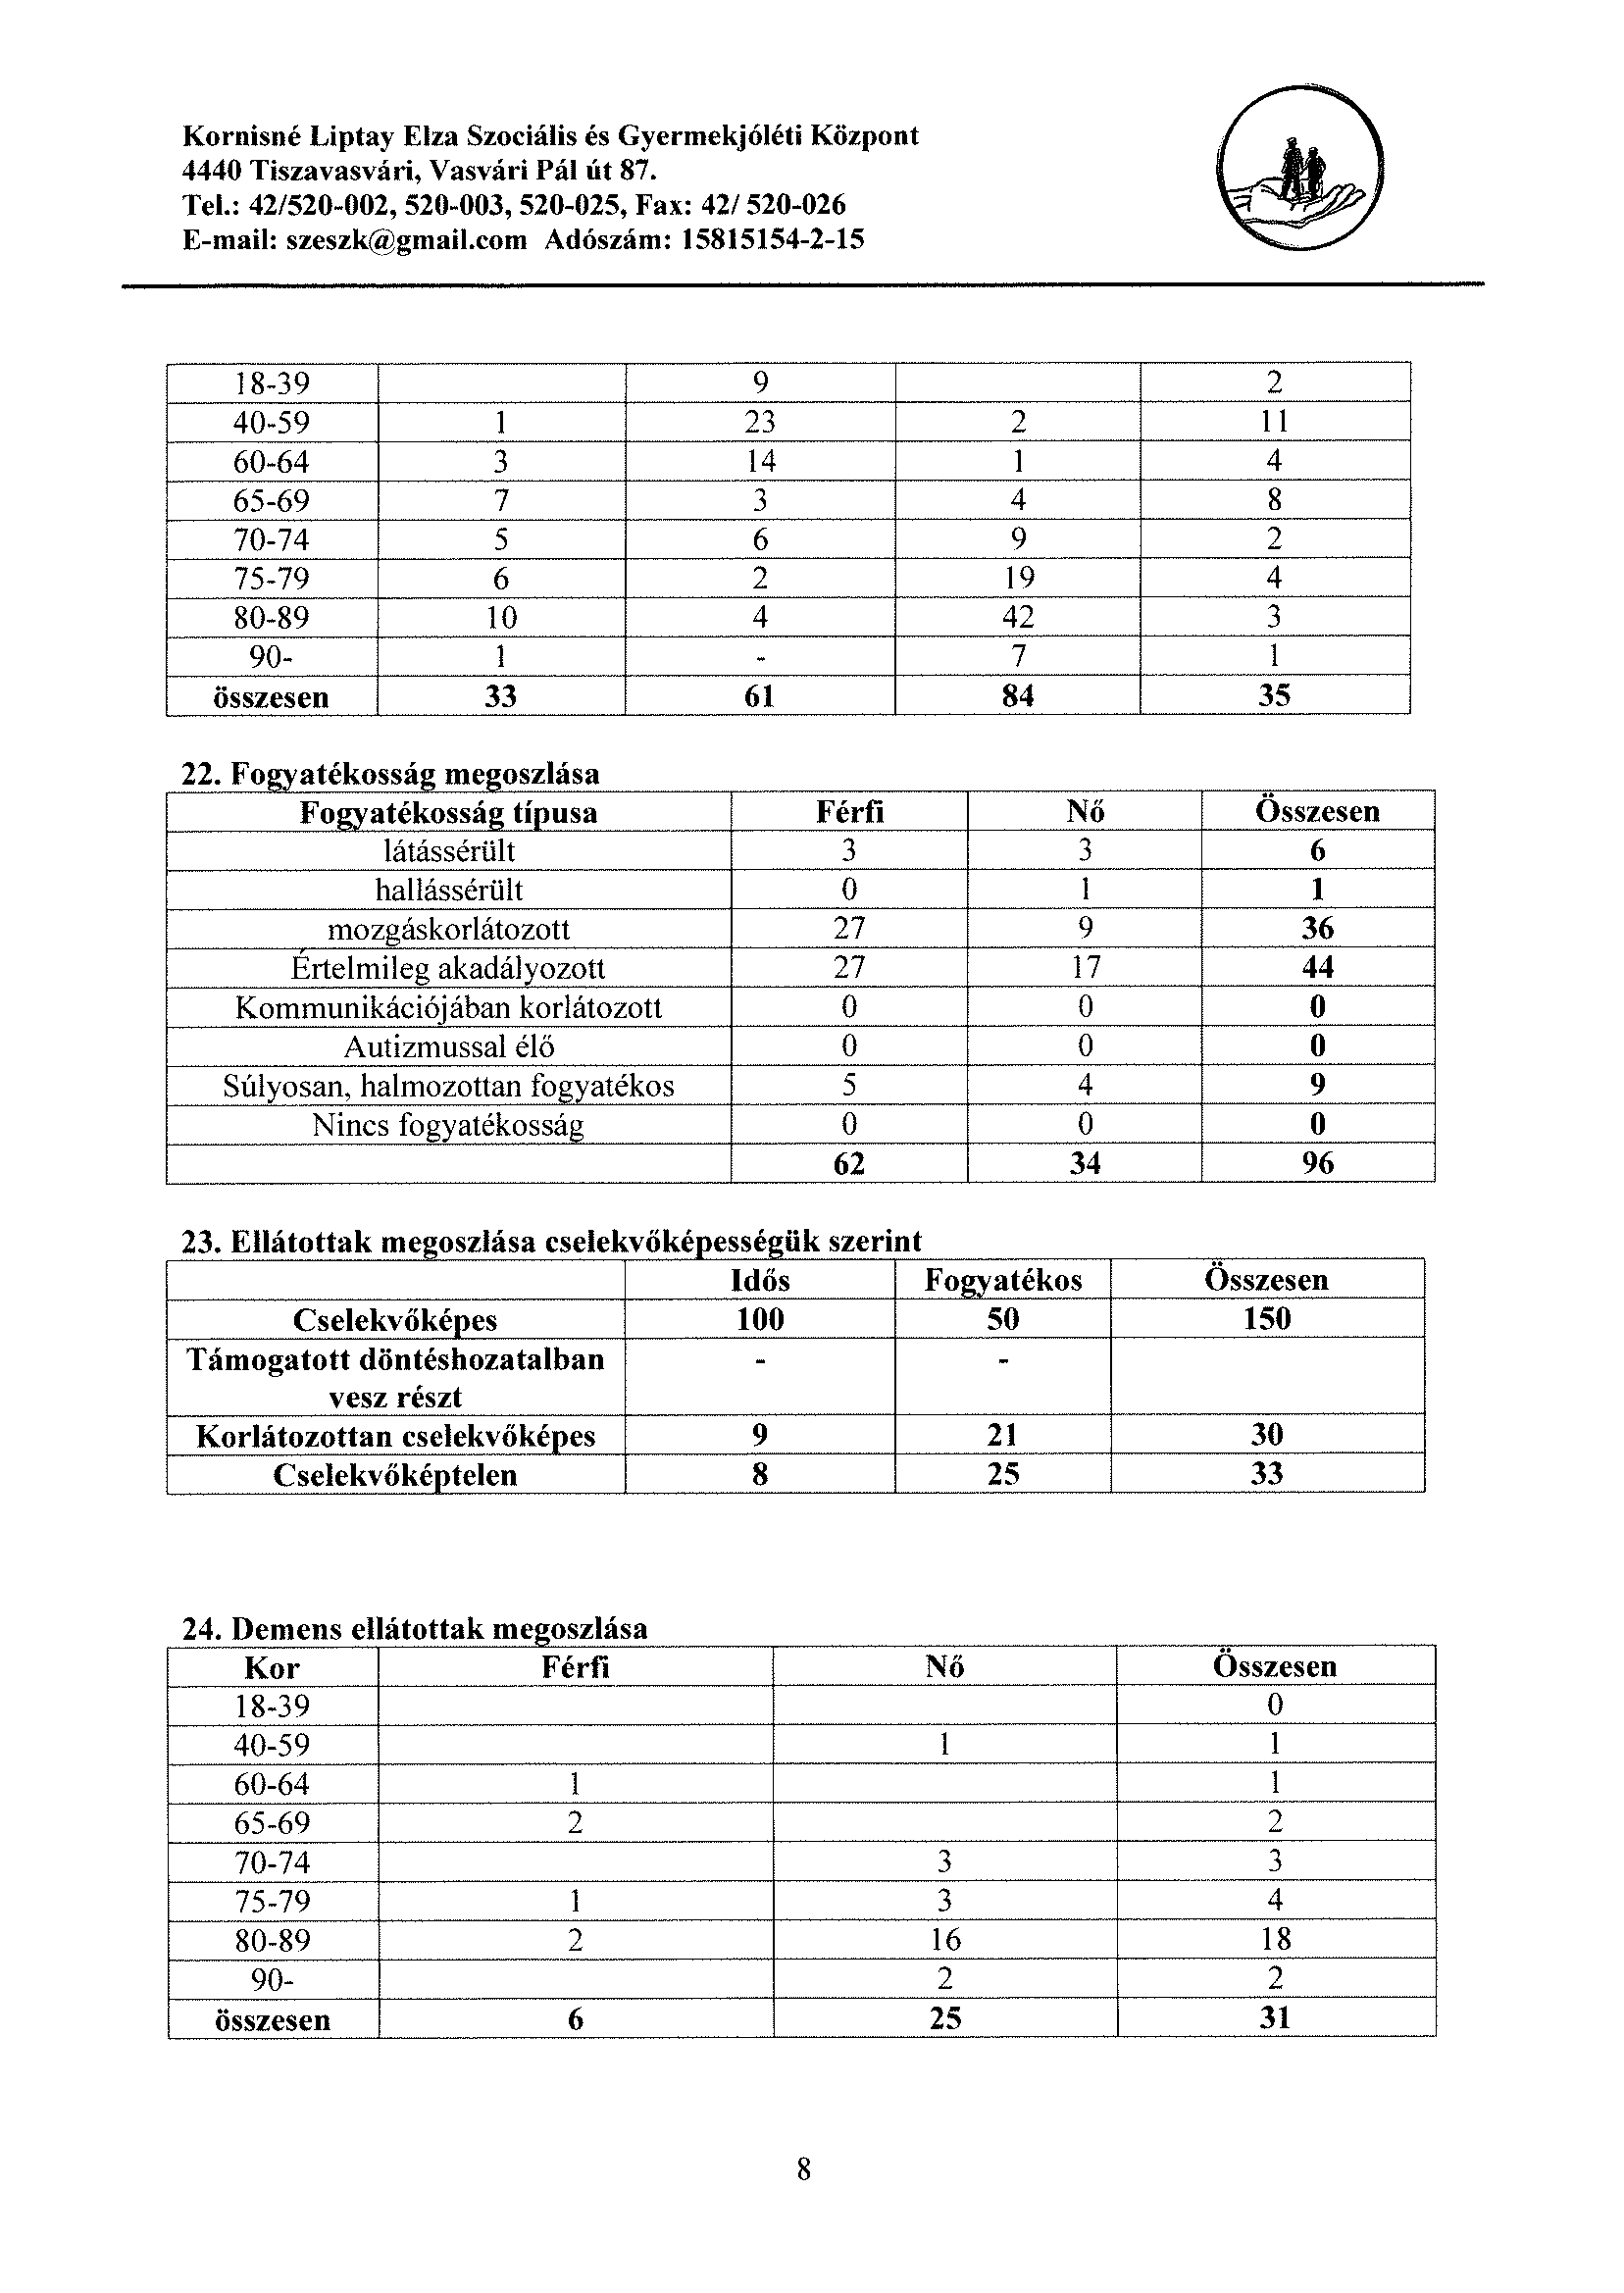 Kornisné Liptay Elza Szociális és Gyermekjóléti Központ
4440 Tiszavasvári, Vasvári Pál út 87.
Tel.: 42/520-002, 520-003, 520-025, Fax: 42/ 520-026
E-mail: szeszk@gmail.com Adószám: 15815154-2-15
18-39 9 2
40-59 1 23 2 11
60-64 3 14 1 4
65-69 7 3 4 8
70-74 5 6 9 2
75-79 6 2 19 4
80-89 10 4 42 3
90- 1 - 7 1
összesen 33 61 84 35
22. Fogyatékosság megoszlása
Fogyatékosság típusa Férfi Nő Összesen
látássérült 3 3 6
hallássérült 0 1 1
mozgáskorlátozott 27 9 36
Értelmileg akadályozott 27 17 44
Kommunikációjában korlátozott 0 0 0
Autizmussal élő 0 0 0
Súlyosan, halmozottan fogyatékos 5 4 9
Nincs fogyatékosság 0 0 0
62 34 96
23. Ellátottak megoszlása cselekvőképességük szerint
Idős Fogyatékos Összesen
Cselekvőképes 100 50 150
Támogatott döntéshozatalban - -
vesz részt
Korlátozottan cselekvőképes 9 21 30
Cselekvőképtelen 8 25 33
24. Demens ellátottak megoszlása
Kor Férfi Nő Összesen
18-39 0
40-59 1 1
60-64 1 1
65-69 2 2
70-74 3 3
75-79 1 3 4
80-89 2 16 18
90- 2 2
összesen 6 25 31
8